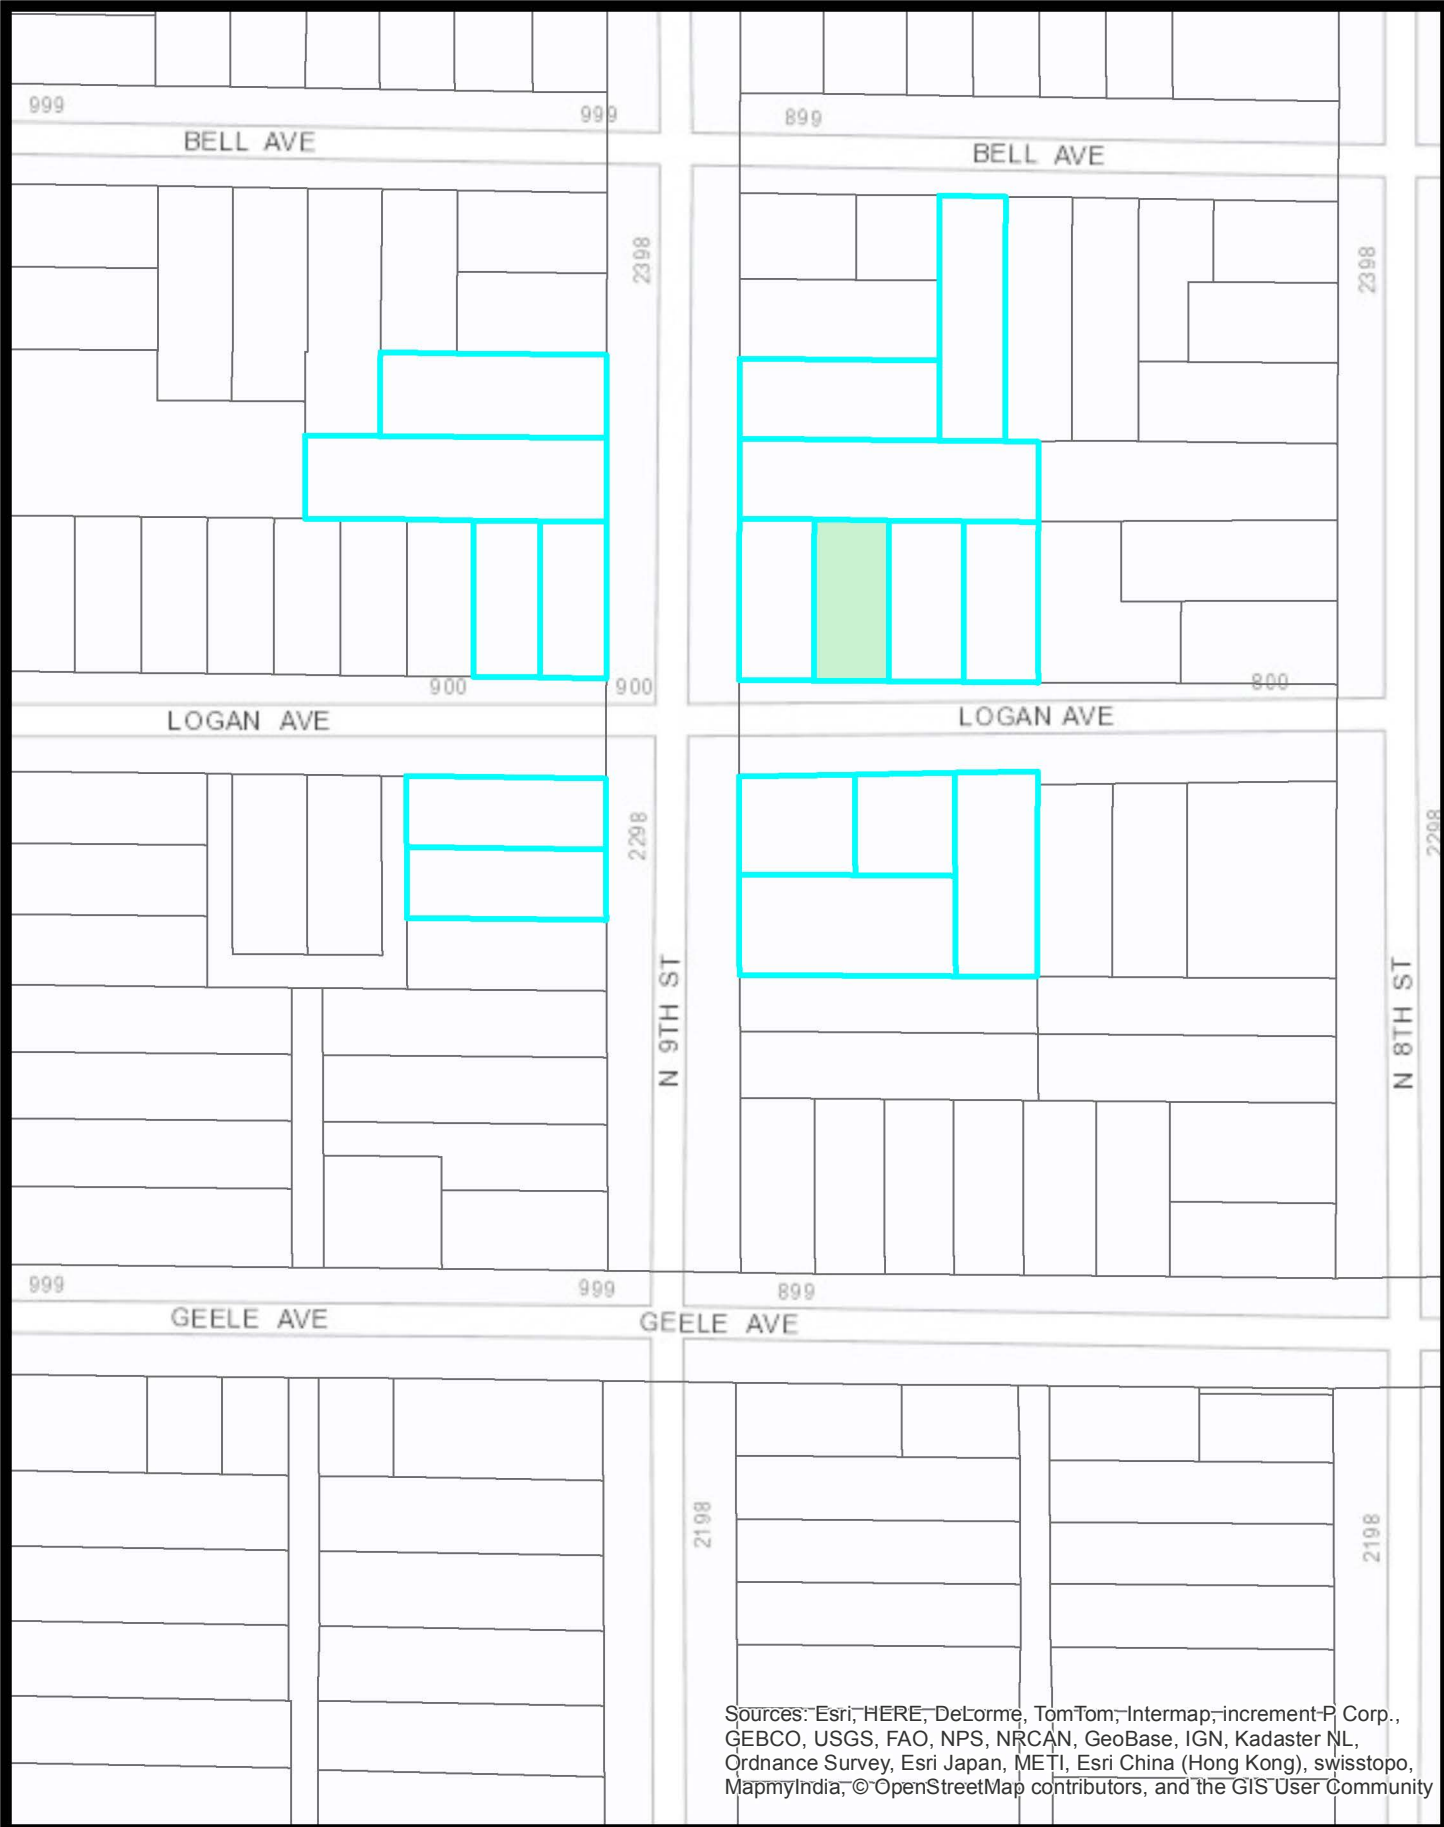 999
999
899
BELL AVE
BELL AVE
2398
2398
900
900
800
LOGAN AVE
LOGAN AVE
2298
2298
N 9TH ST
N 8TH ST
999
999
899
GEELE AVE
GEELE AVE
2198
2198
Sources: Esri, HERE, DeLorme, TomTom, Intermap, increment P Corp.,
GEBCO, USGS, FAO, NPS, NRCAN, GeoBase, IGN, Kadaster NL,
Ordnance Survey, Esri Japan, METI, Esri China (Hong Kong), swisstopo,
MapmyIndia, © OpenStreetMap contributors, and the GIS User Community